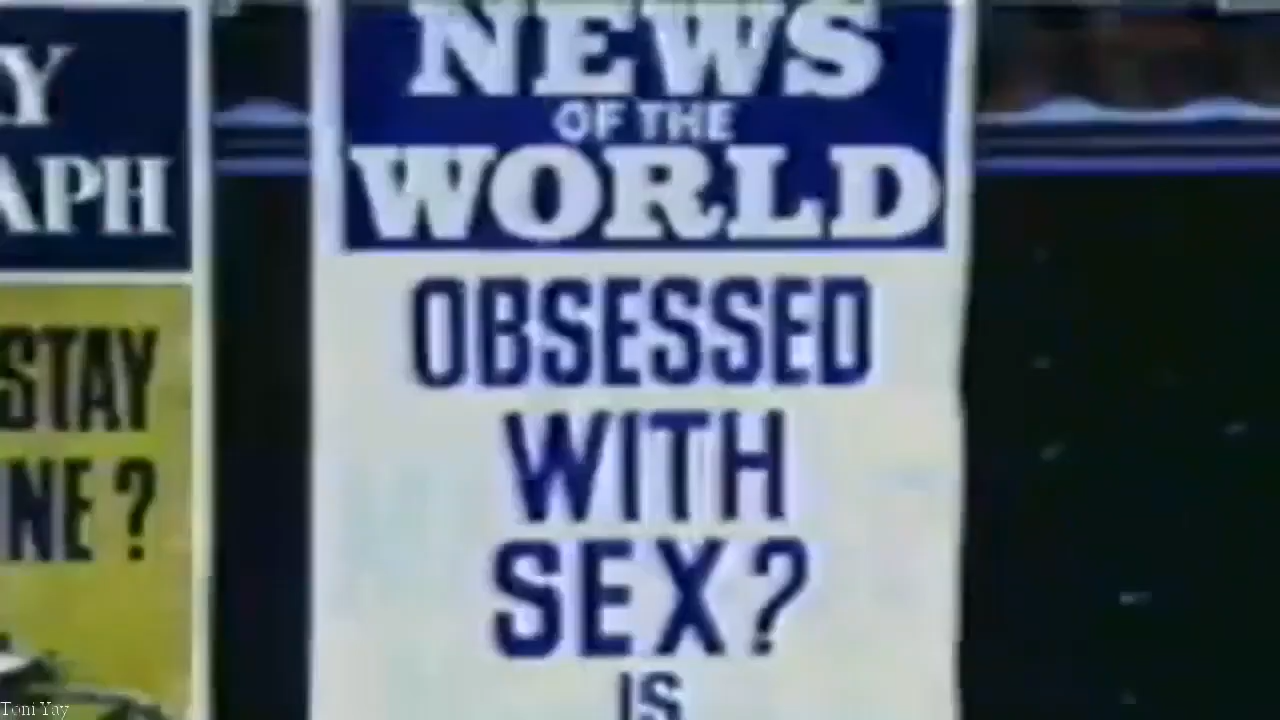 Y
APH
STAY
NE?
NEWS
OF THE
WORLD
OBSESSED
WITH
SEX?
IS
Toni Yay